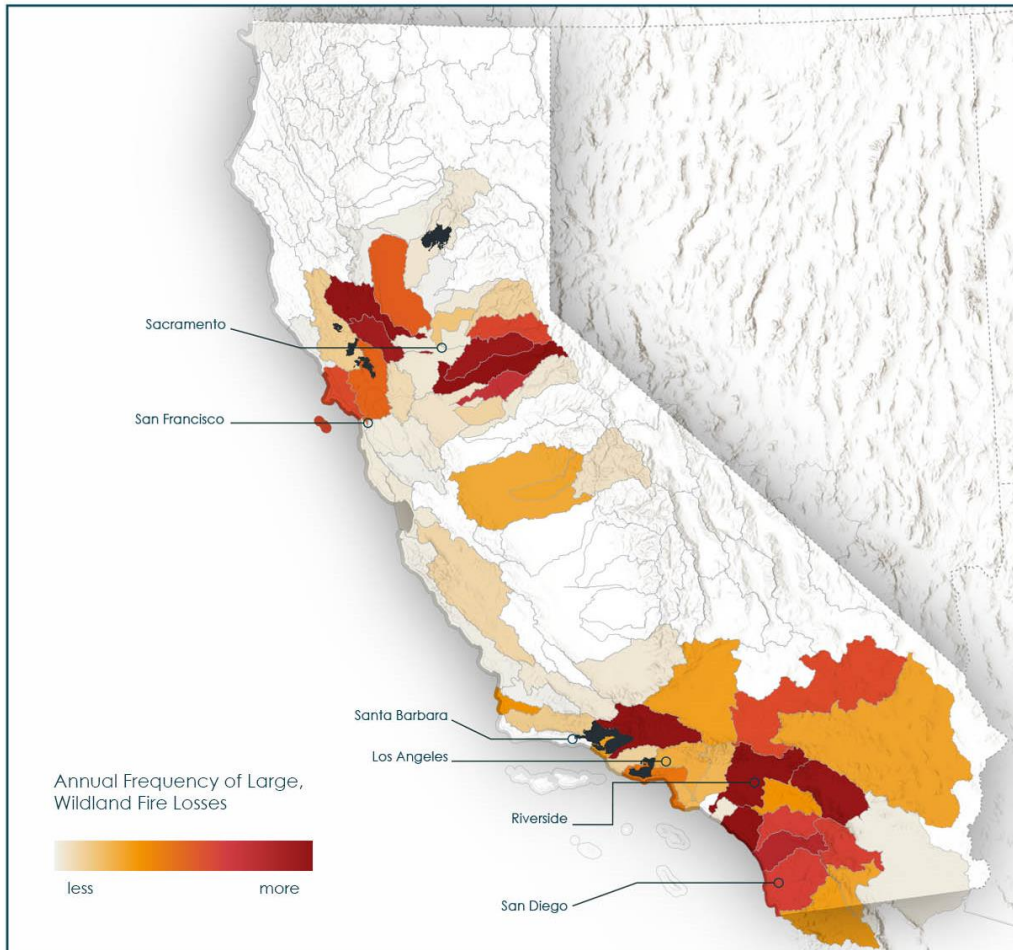 Sacramento
San Francisco
Santa Barbara
Los Angeles
Riverside
San Diego
Annual Frequency of Large,
Wildland Fire Losses
less more